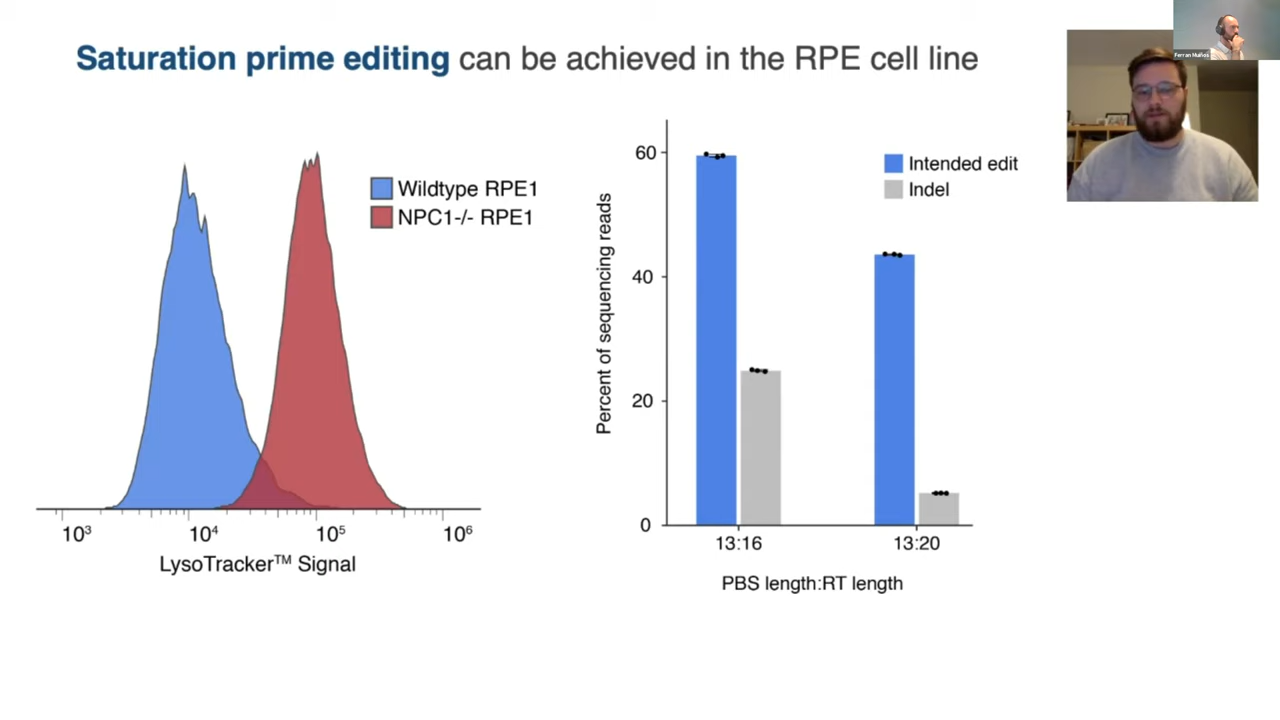 Saturation prime editing can be achieved in the RPE cell line
Ferran Muiños
Wildtype RPE1
NPC1-/- RPE1
10³ 10⁴ 10⁵ 10⁶
LysoTracker™ Signal
Percent of sequencing reads
60
40
20
0
Intended edit
Indel
13:16 13:20
PBS length:RT length